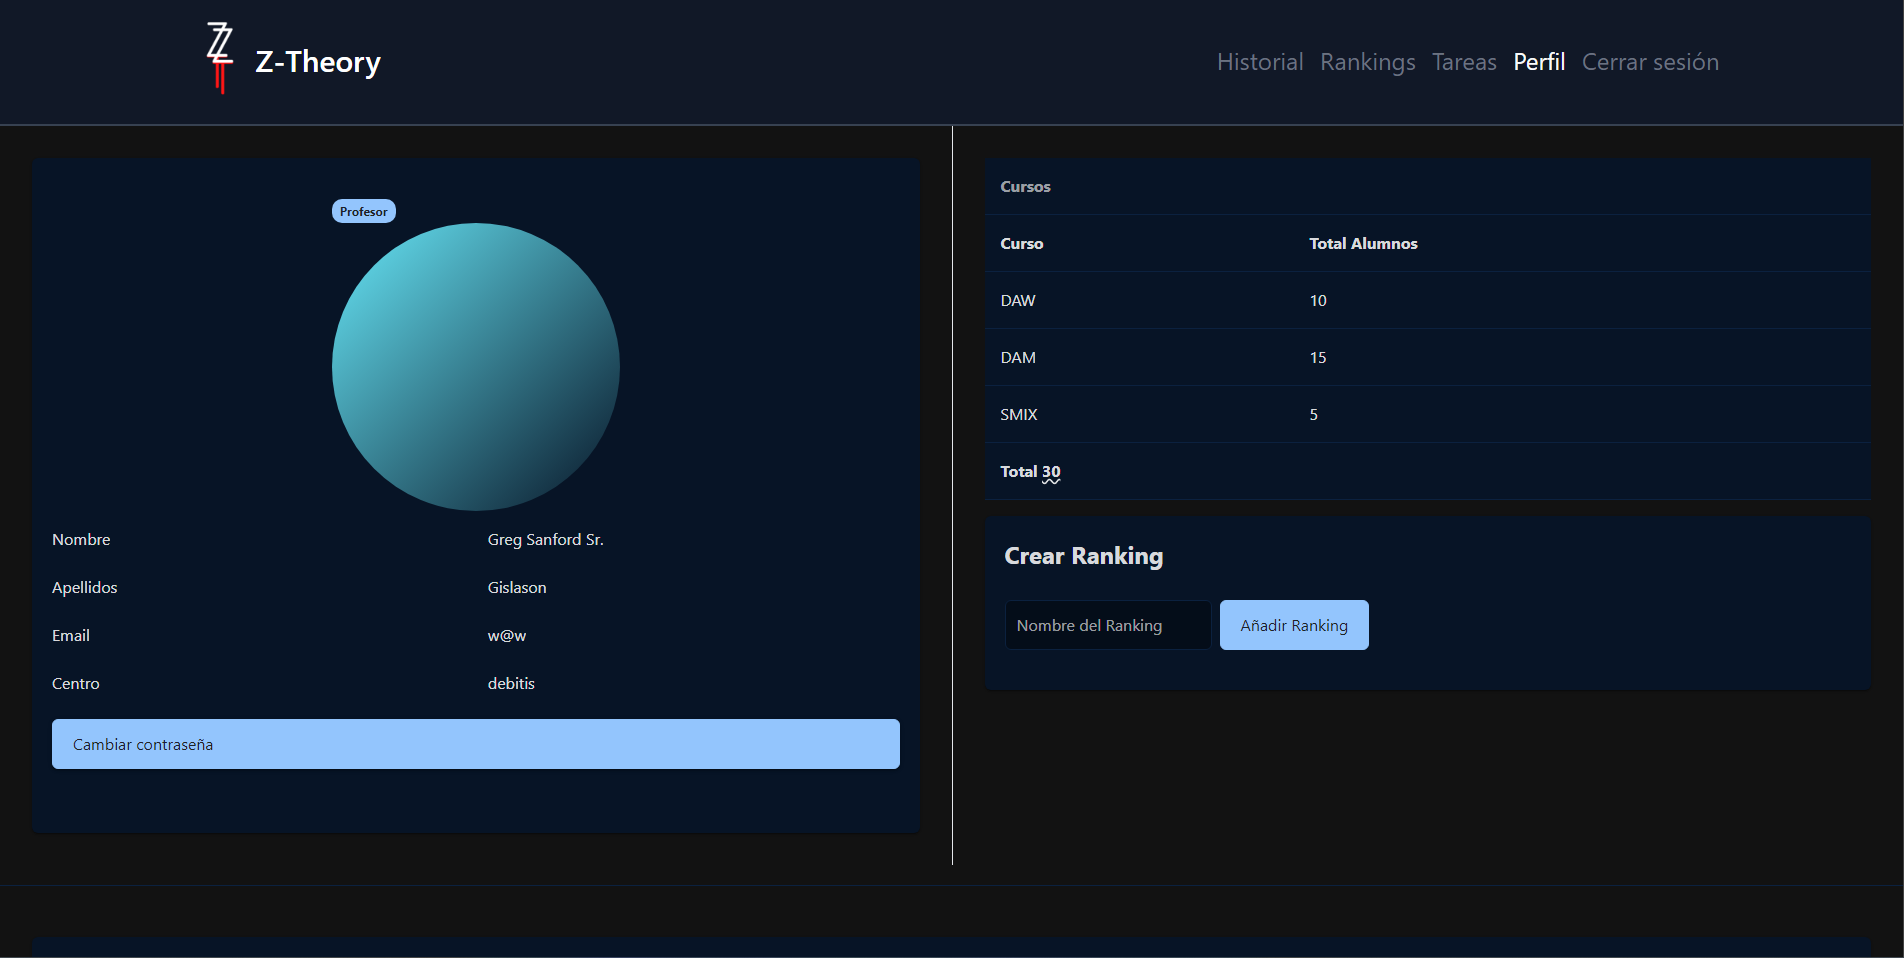 Z-Theory
Historial Rankings Tareas Perfil Cerrar sesión
Profesor
Nombre Greg Sanford Sr.
Apellidos Gislason
Email w@w
Centro debitis
Cambiar contraseña
Cursos
Curso Total Alumnos
DAW 10
DAM 15
SMIX 5
Total 30
Crear Ranking
Nombre del Ranking Añadir Ranking